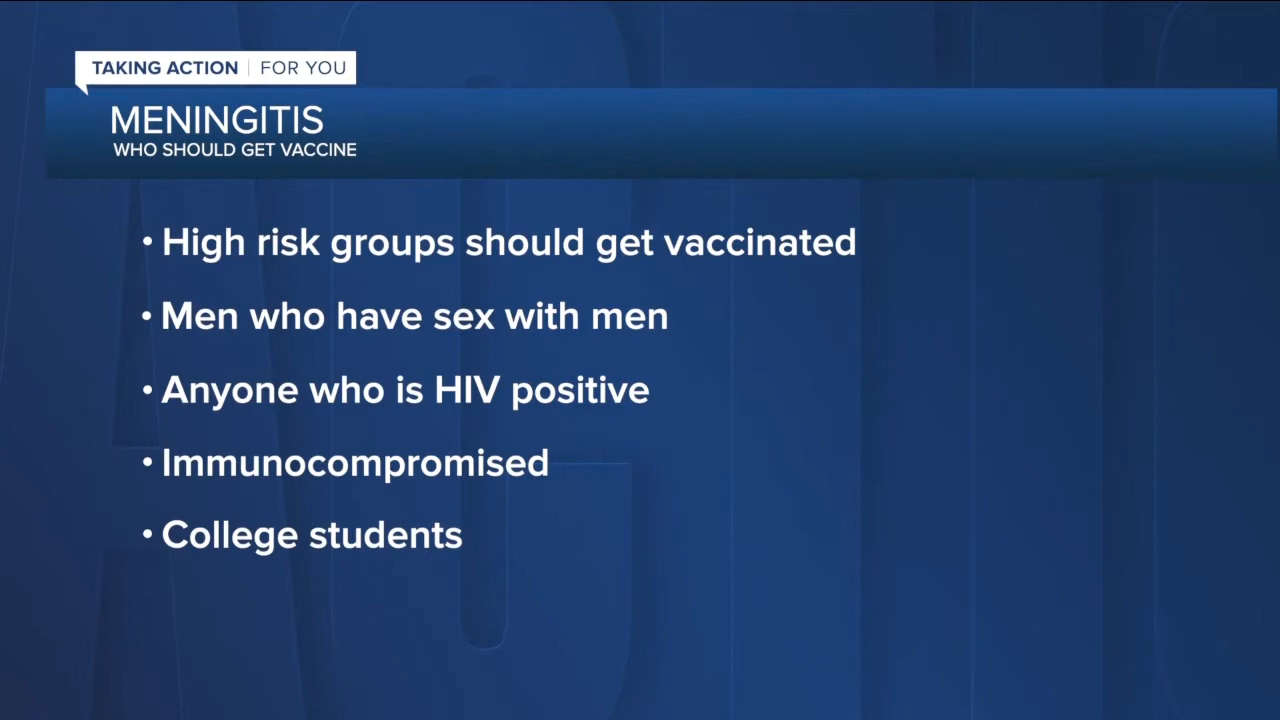 TAKING ACTION | FOR YOU
MENINGITIS
WHO SHOULD GET VACCINE
• High risk groups should get vaccinated
• Men who have sex with men
• Anyone who is HIV positive
• Immunocompromised
• College students